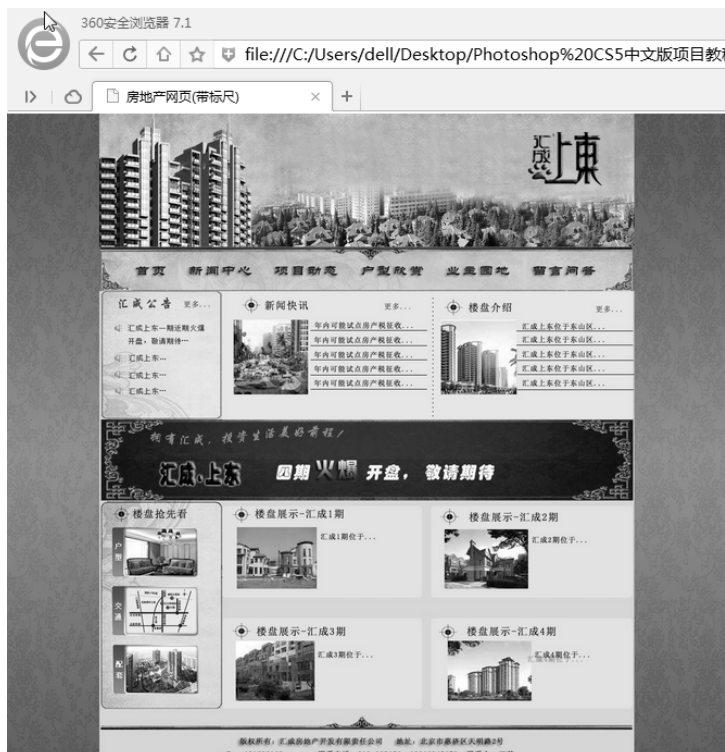 360安全浏览器 7.1
file:///C:/Users/dell/Desktop/Photoshop%20CS5中文版项目教程
房地产网页(带标尺)
汇成
上東
首页 新闻中心 项目动态 户型欣赏 业主园地 留言问答
汇成公告 更多...
汇成上东一期近期火爆
开盘，敬请期待…
汇成上东…
汇成上东…
汇成上东…
新闻快讯 更多...
年内可能试点房产税征收...
年内可能试点房产税征收...
年内可能试点房产税征收...
年内可能试点房产税征收...
年内可能试点房产税征收...
楼盘介绍 更多...
汇成上东位于东山区...
汇成上东位于东山区...
汇成上东位于东山区...
汇成上东位于东山区...
汇成上东位于东山区...
拥有汇成，投资生活美好前程！
汇成.上东 四期 火爆 开盘，敬请期待
楼盘抢先看
户型
交通
配套
楼盘展示-汇成1期
汇成1期位于...
楼盘展示-汇成2期
汇成2期位于...
楼盘展示-汇成3期
汇成3期位于...
楼盘展示-汇成4期
汇成4期位于...
版权所有：汇成房地产开发有限责任公司